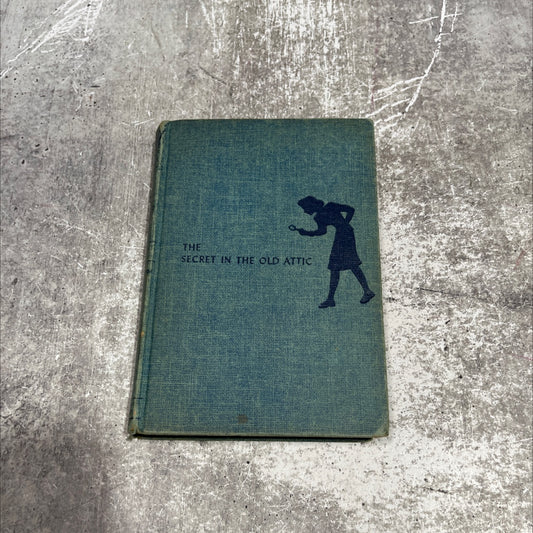 THE
SECRET IN THE OLD ATTIC